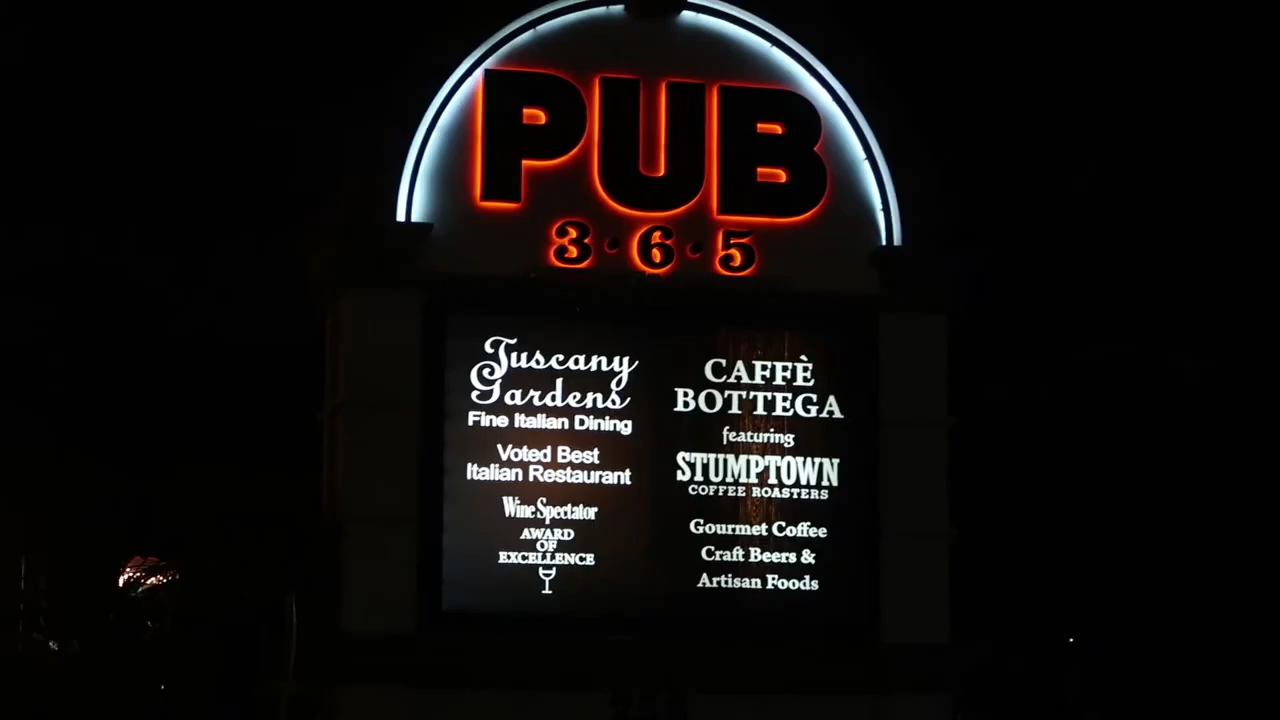 PUB
3·6·5
Tuscany
Gardens
Fine Italian Dining
Voted Best
Italian Restaurant
Wine Spectator
AWARD
OF
EXCELLENCE
CAFFÈ
BOTTEGA
featuring
STUMPTOWN
COFFEE ROASTERS
Gourmet Coffee
Craft Beers &
Artisan Foods